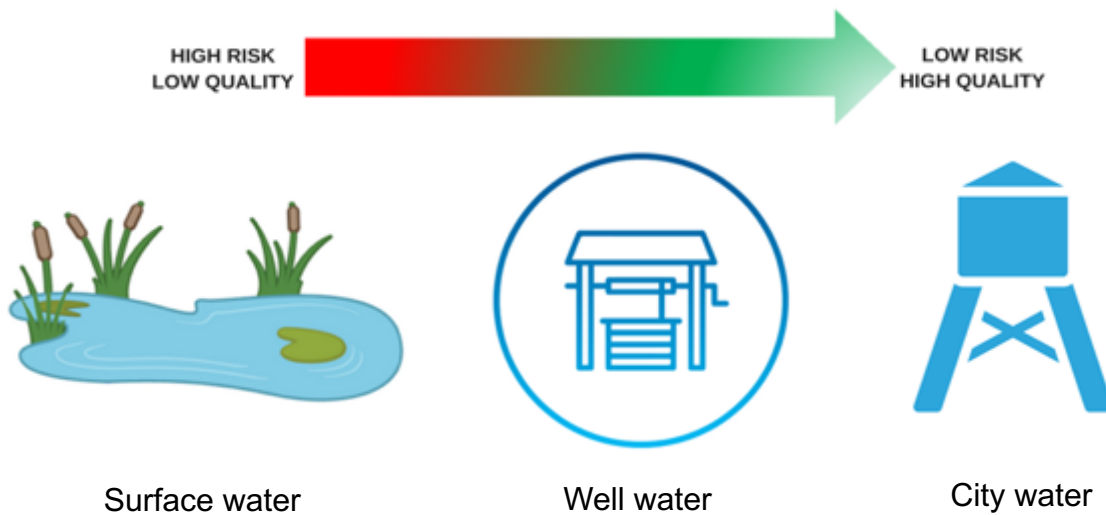 HIGH RISK
LOW QUALITY
LOW RISK
HIGH QUALITY
Surface water
Well water
City water